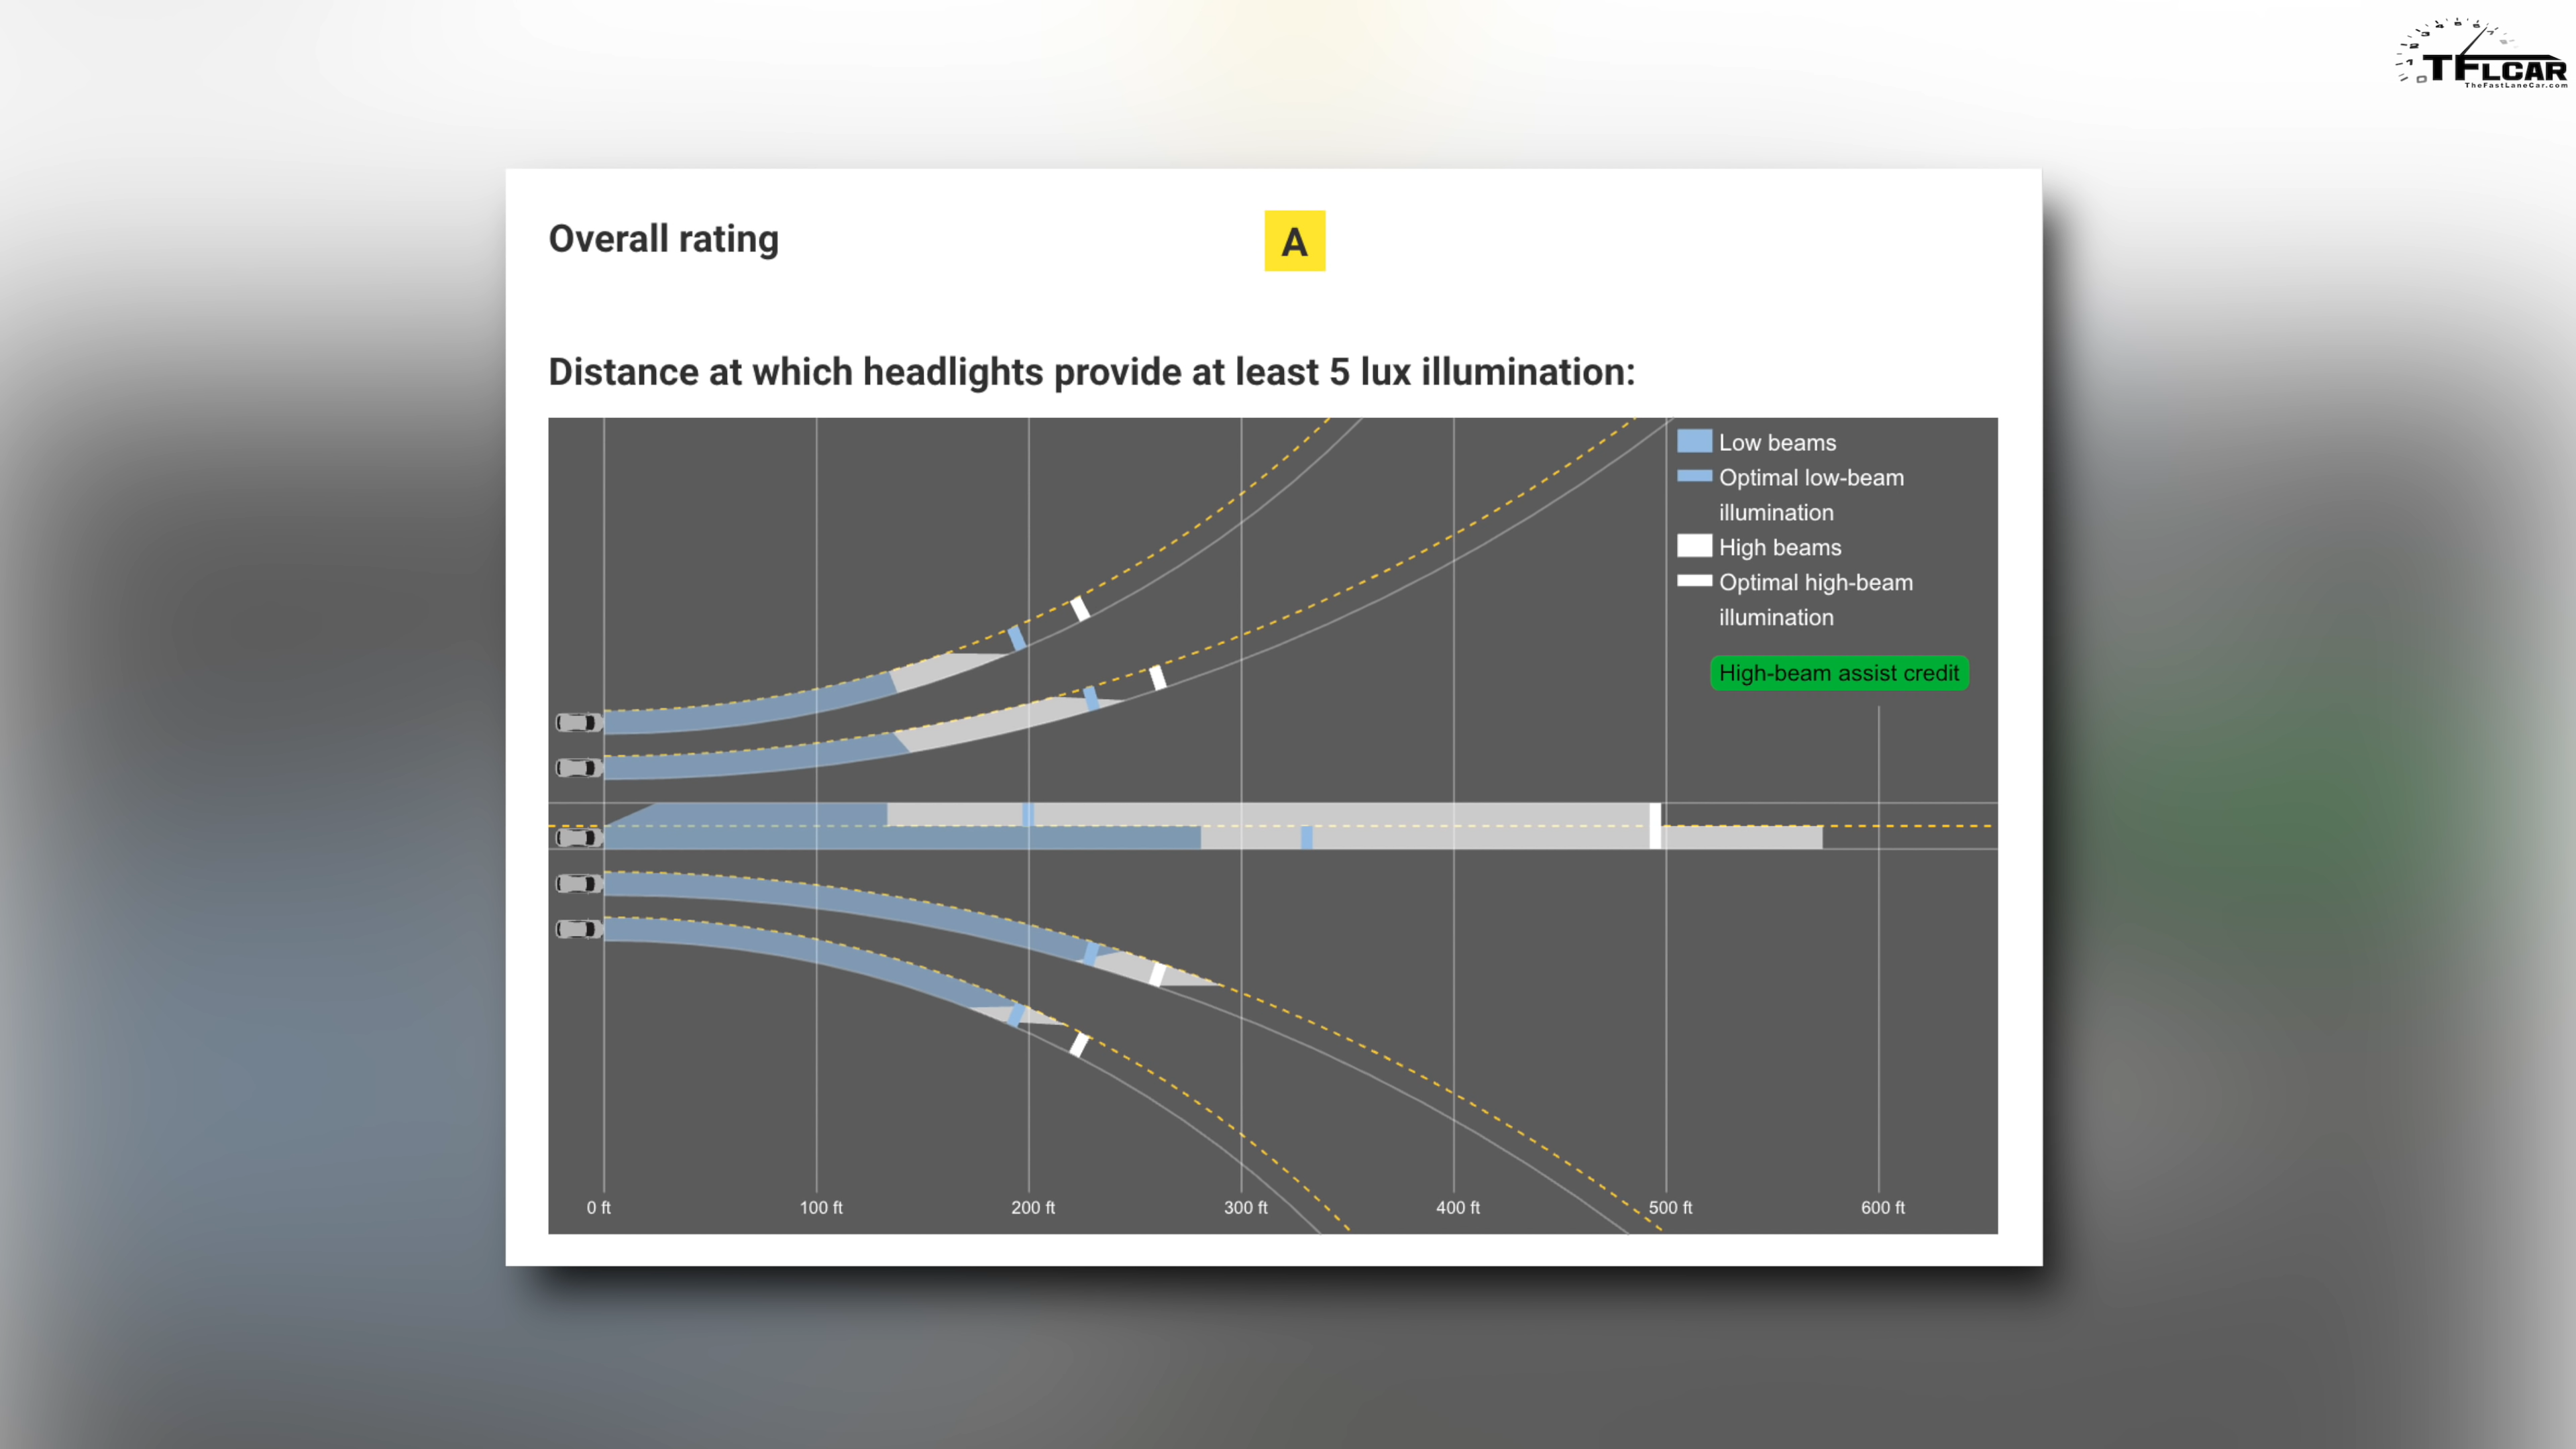 TFLCAR
TheFastLaneCar.com
Overall rating
A
Distance at which headlights provide at least 5 lux illumination:
Low beams
Optimal low-beam
illumination
High beams
Optimal high-beam
illumination
High-beam assist credit
0 ft
100 ft
200 ft
300 ft
400 ft
500 ft
600 ft